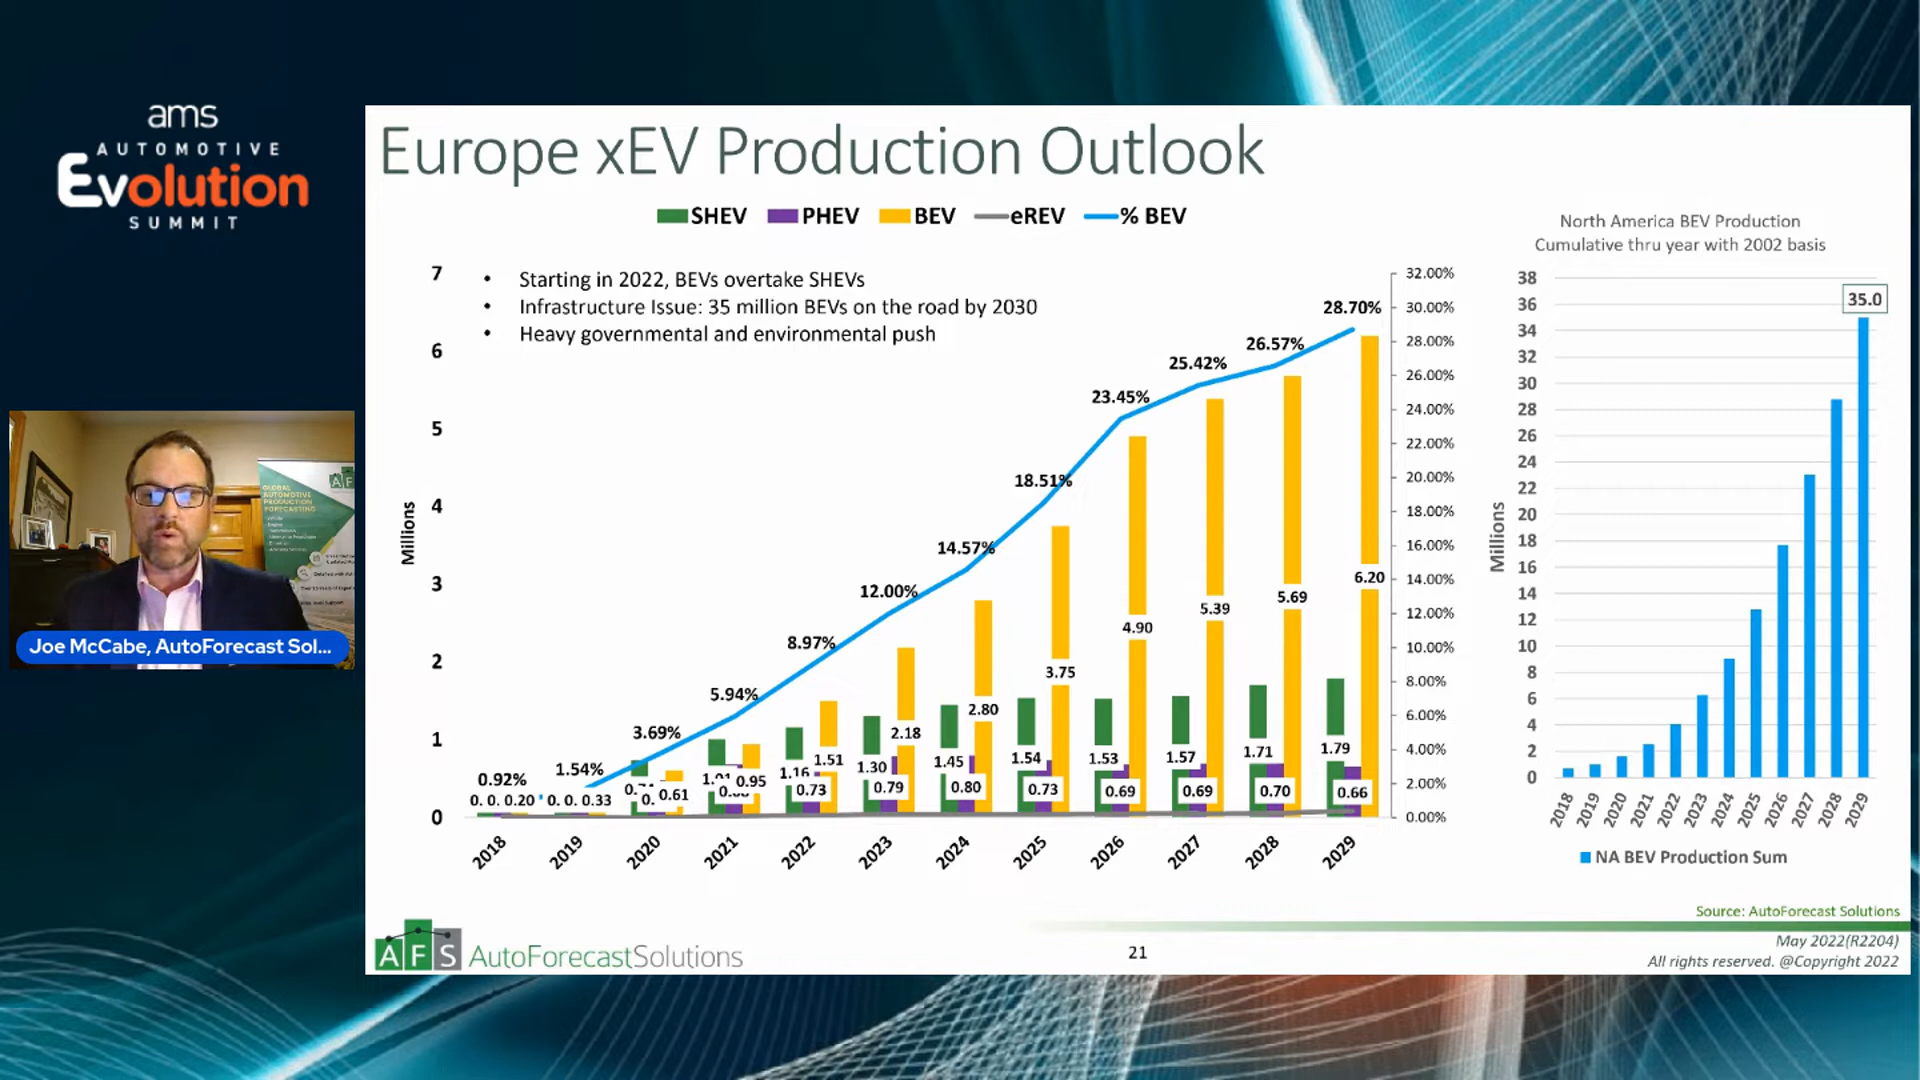 ams
AUTOMOTIVE
Evolution
SUMMIT
Joe McCabe, AutoForecast Sol...
Europe xEV Production Outlook
SHEV PHEV BEV eREV % BEV
• Starting in 2022, BEVs overtake SHEVs
• Infrastructure Issue: 35 million BEVs on the road by 2030
• Heavy governmental and environmental push
Millions
7
6
5
4
3
2
1
0
0.92% 1.54% 3.69% 5.94% 8.97% 12.00% 14.57% 18.51% 23.45% 25.42% 26.57% 28.70%
0.20 0.33 0.61 0.95 1.51 2.18 2.80 3.75 4.90 5.39 5.69 6.20
1.16 1.30 1.45 1.54 1.53 1.57 1.71 1.79
0.73 0.79 0.80 0.73 0.69 0.69 0.70 0.66
32.00%
30.00%
28.00%
26.00%
24.00%
22.00%
20.00%
18.00%
16.00%
14.00%
12.00%
10.00%
8.00%
6.00%
4.00%
2.00%
0.00%
2018 2019 2020 2021 2022 2023 2024 2025 2026 2027 2028 2029
North America BEV Production
Cumulative thru year with 2002 basis
Millions
38
36
34
32
30
28
26
24
22
20
18
16
14
12
10
8
6
4
2
0
35.0
2018 2019 2020 2021 2022 2023 2024 2025 2026 2027 2028 2029
NA BEV Production Sum
Source: AutoForecast Solutions
AFS AutoForecastSolutions
21
May 2022(R2204)
All rights reserved. @Copyright 2022
GLOBAL
AUTOMOTIVE
PRODUCTION
FORECASTING